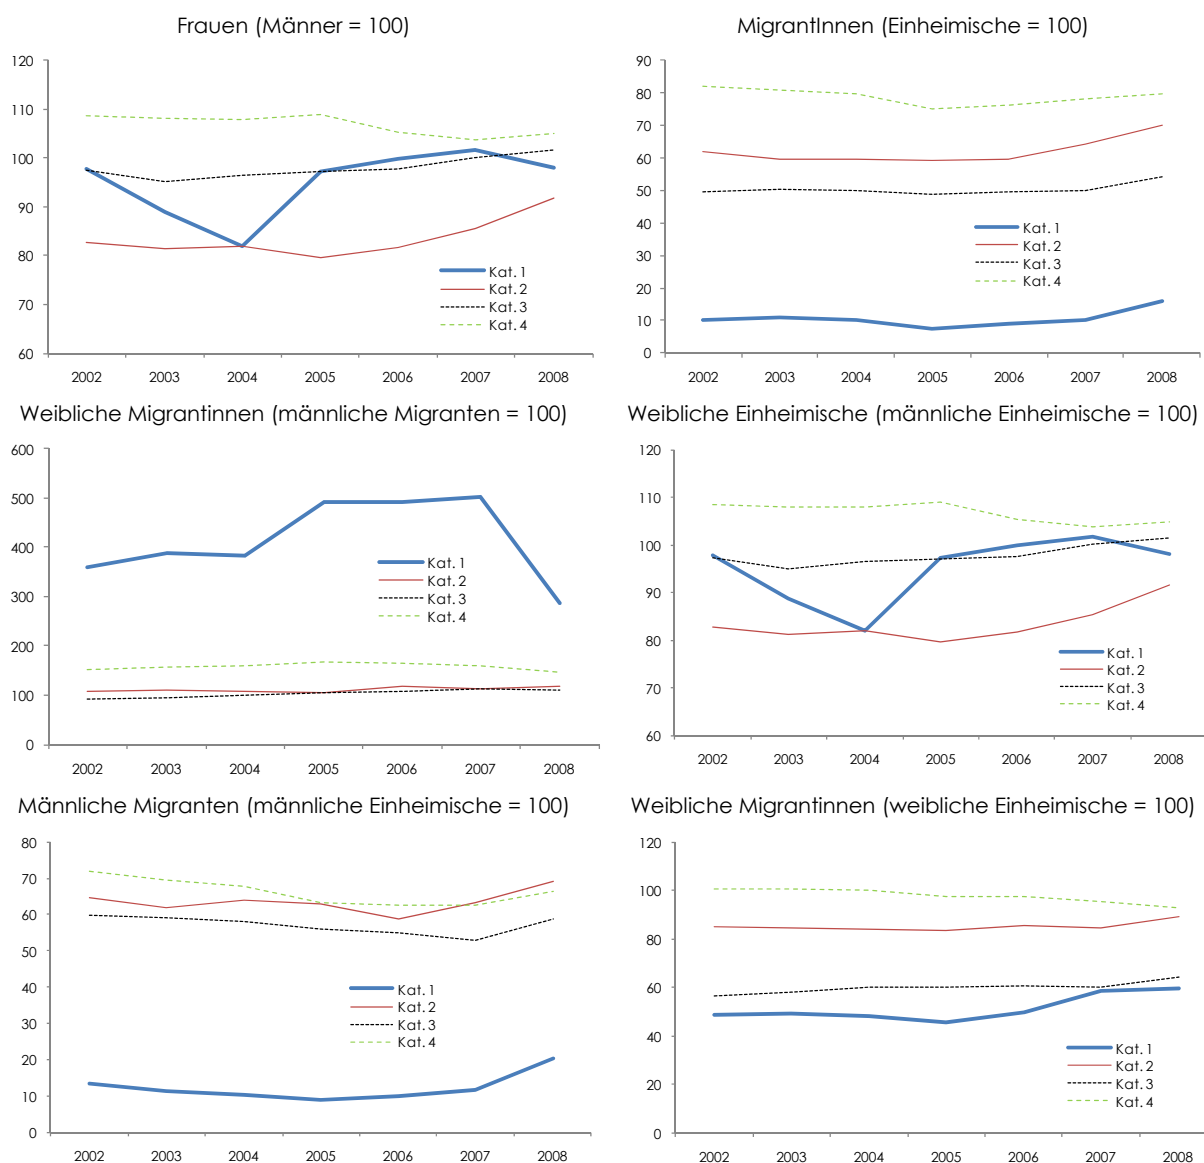 Frauen (Männer = 100)
120
110
100
90
80
70
60
2002 2003 2004 2005 2006 2007 2008
Kat. 1
Kat. 2
Kat. 3
Kat. 4
MigrantInnen (Einheimische = 100)
90
80
70
60
50
40
30
20
10
0
2002 2003 2004 2005 2006 2007 2008
Kat. 1
Kat. 2
Kat. 3
Kat. 4
Weibliche Migrantinnen (männliche Migranten = 100)
600
500
400
300
200
100
0
2002 2003 2004 2005 2006 2007 2008
Kat. 1
Kat. 2
Kat. 3
Kat. 4
Weibliche Einheimische (männliche Einheimische = 100)
120
110
100
90
80
70
60
2002 2003 2004 2005 2006 2007 2008
Kat. 1
Kat. 2
Kat. 3
Kat. 4
Männliche Migranten (männliche Einheimische = 100)
80
70
60
50
40
30
20
10
0
2002 2003 2004 2005 2006 2007 2008
Kat. 1
Kat. 2
Kat. 3
Kat. 4
Weibliche Migrantinnen (weibliche Einheimische = 100)
120
100
80
60
40
20
0
2002 2003 2004 2005 2006 2007 2008
Kat. 1
Kat. 2
Kat. 3
Kat. 4